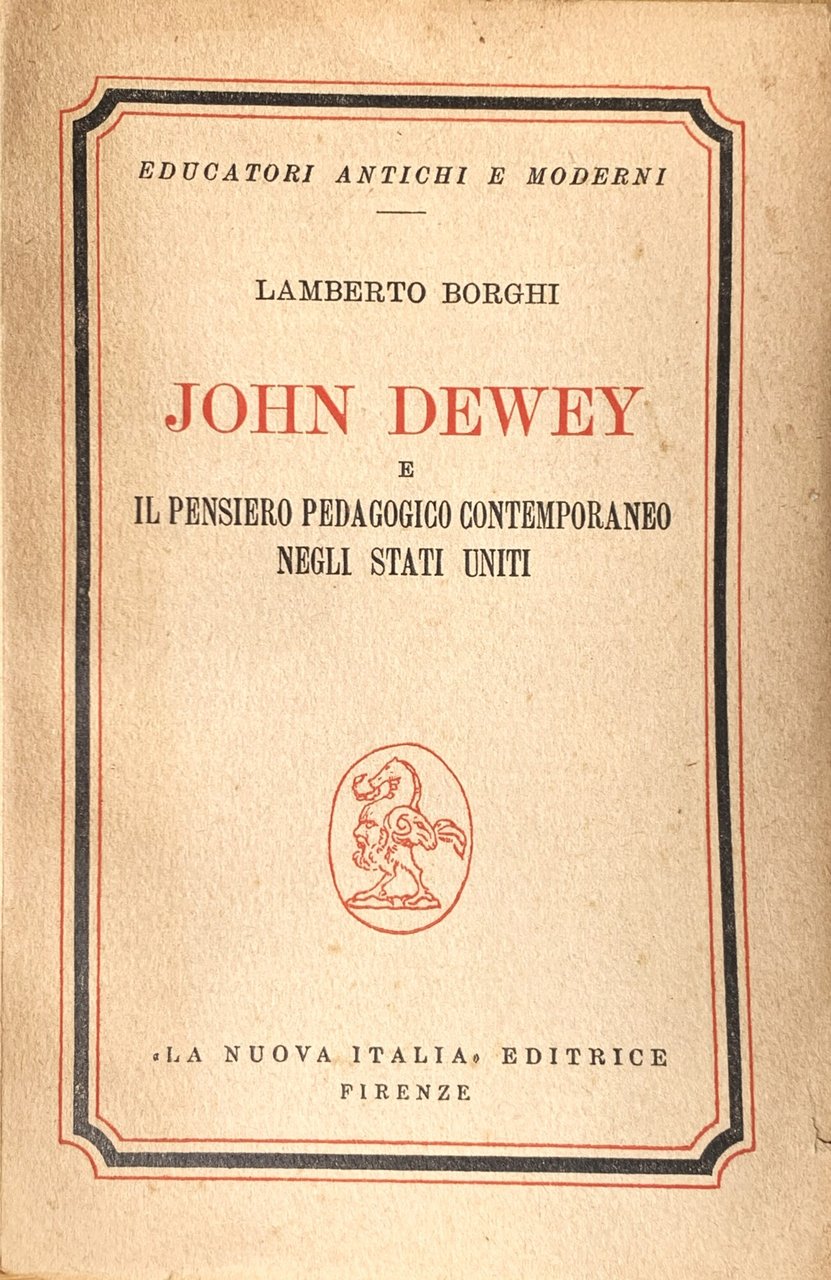 EDUCATORI ANTICHI E MODERNI
LAMBERTO BORGHI
JOHN DEWEY
E
IL PENSIERO PEDAGOGICO CONTEMPORANEO
NEGLI STATI UNITI
«LA NUOVA ITALIA» EDITRICE
FIRENZE